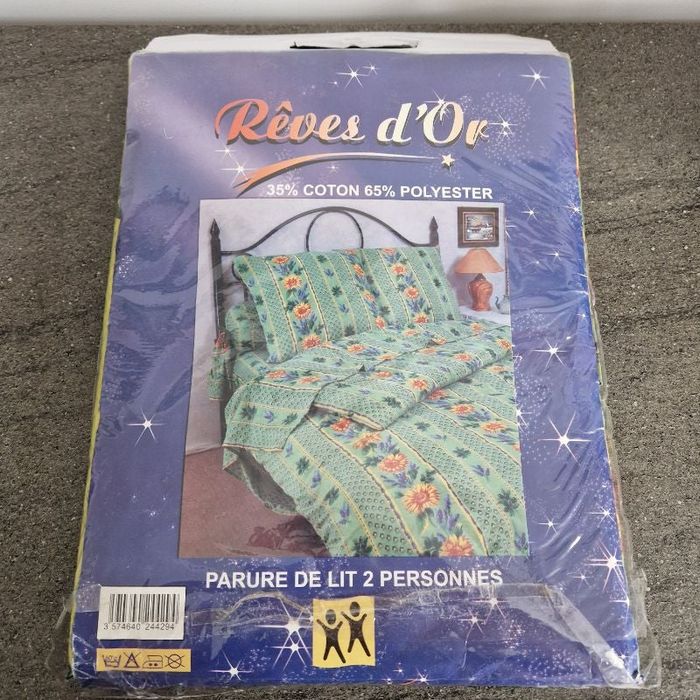 Rêves d'Or
35% COTON 65% POLYESTER
PARURE DE LIT 2 PERSONNES
3 574640 244294